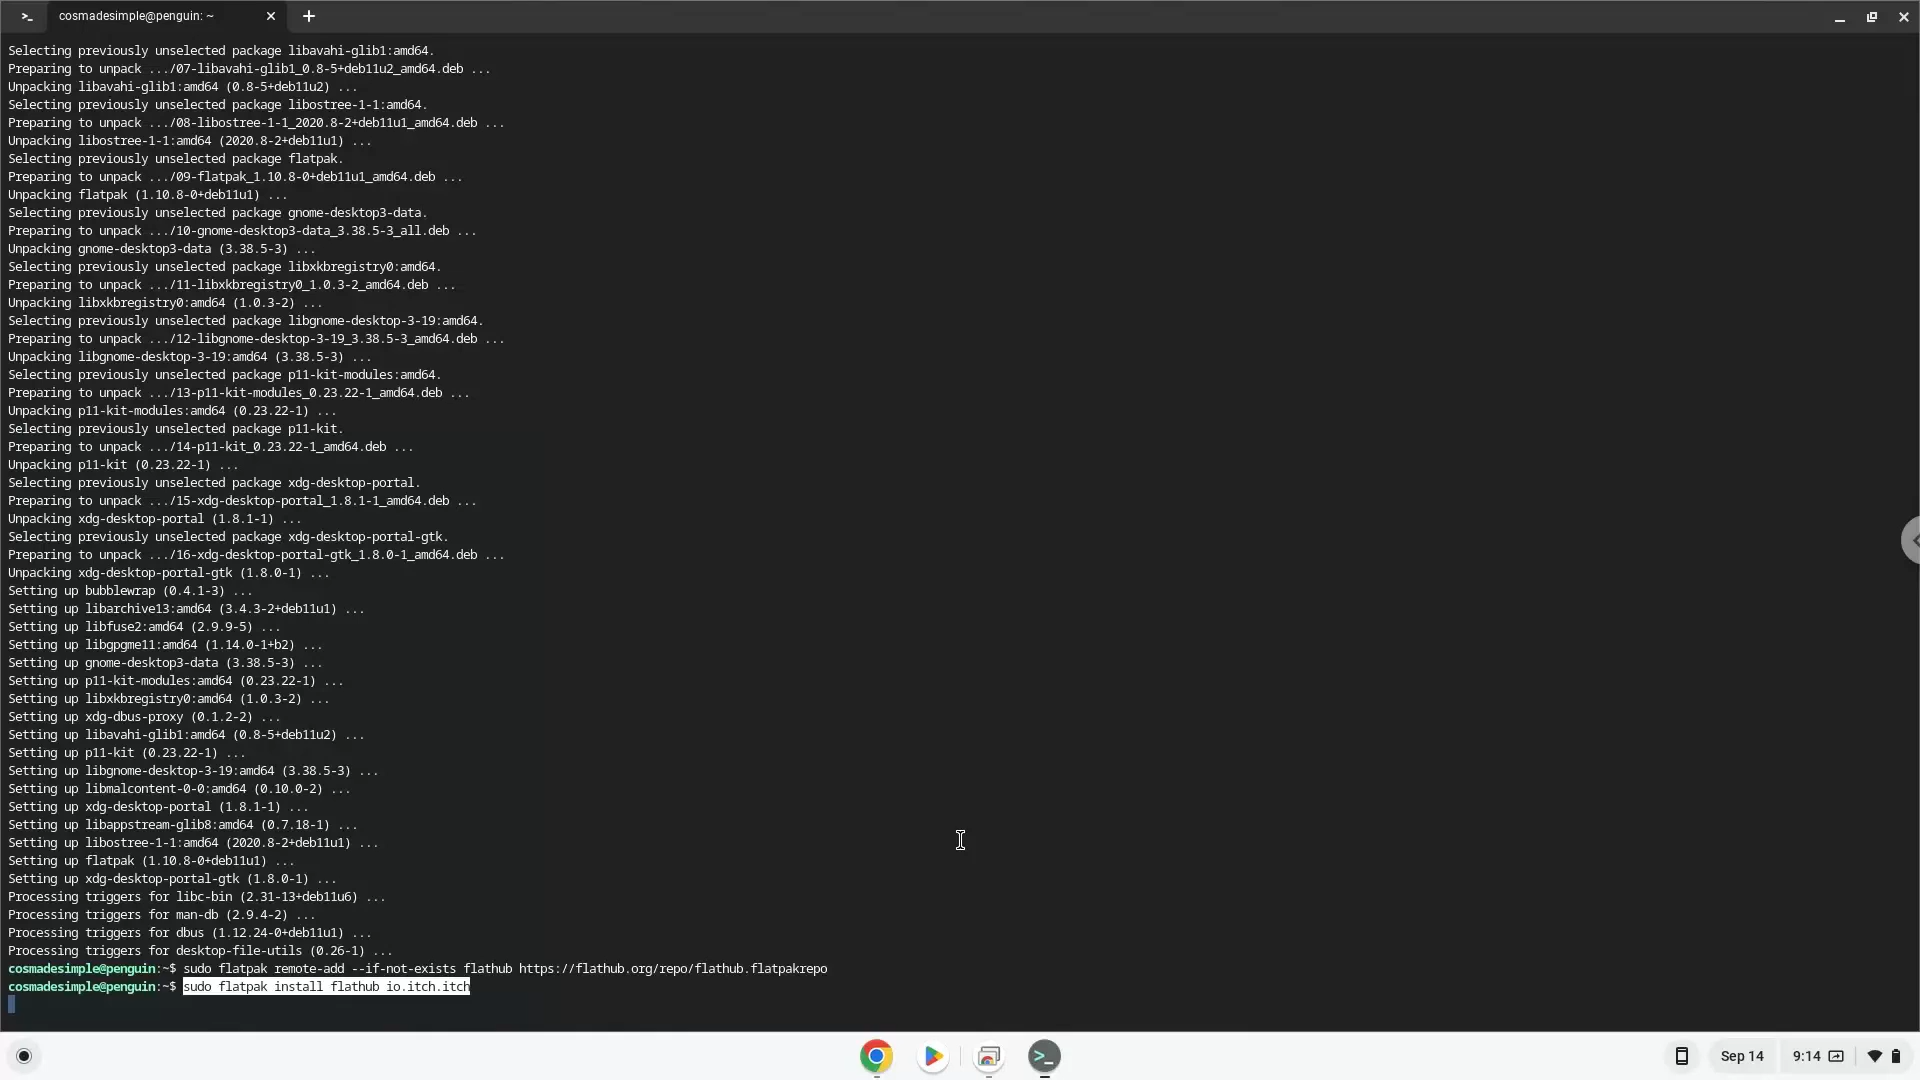 cosmadesimple@penguin: ~
Selecting previously unselected package libavahi-glib1:amd64.
Preparing to unpack .../07-libavahi-glib1_0.8-5+deb11u2_amd64.deb ...
Unpacking libavahi-glib1:amd64 (0.8-5+deb11u2) ...
Selecting previously unselected package libostree-1-1:amd64.
Preparing to unpack .../08-libostree-1-1_2020.8-2+deb11u1_amd64.deb ...
Unpacking libostree-1-1:amd64 (2020.8-2+deb11u1) ...
Selecting previously unselected package flatpak.
Preparing to unpack .../09-flatpak_1.10.8-0+deb11u1_amd64.deb ...
Unpacking flatpak (1.10.8-0+deb11u1) ...
Selecting previously unselected package gnome-desktop3-data.
Preparing to unpack .../10-gnome-desktop3-data_3.38.5-3_all.deb ...
Unpacking gnome-desktop3-data (3.38.5-3) ...
Selecting previously unselected package libxkbregistry0:amd64.
Preparing to unpack .../11-libxkbregistry0_1.0.3-2_amd64.deb ...
Unpacking libxkbregistry0:amd64 (1.0.3-2) ...
Selecting previously unselected package libgnome-desktop-3-19:amd64.
Preparing to unpack .../12-libgnome-desktop-3-19_3.38.5-3_amd64.deb ...
Unpacking libgnome-desktop-3-19:amd64 (3.38.5-3) ...
Selecting previously unselected package p11-kit-modules:amd64.
Preparing to unpack .../13-p11-kit-modules_0.23.22-1_amd64.deb ...
Unpacking p11-kit-modules:amd64 (0.23.22-1) ...
Selecting previously unselected package p11-kit.
Preparing to unpack .../14-p11-kit_0.23.22-1_amd64.deb ...
Unpacking p11-kit (0.23.22-1) ...
Selecting previously unselected package xdg-desktop-portal.
Preparing to unpack .../15-xdg-desktop-portal_1.8.1-1_amd64.deb ...
Unpacking xdg-desktop-portal (1.8.1-1) ...
Selecting previously unselected package xdg-desktop-portal-gtk.
Preparing to unpack .../16-xdg-desktop-portal-gtk_1.8.0-1_amd64.deb ...
Unpacking xdg-desktop-portal-gtk (1.8.0-1) ...
Setting up bubblewrap (0.4.1-3) ...
Setting up libarchive13:amd64 (3.4.3-2+deb11u1) ...
Setting up libfuse2:amd64 (2.9.9-5) ...
Setting up libgpgme11:amd64 (1.14.0-1+b2) ...
Setting up gnome-desktop3-data (3.38.5-3) ...
Setting up p11-kit-modules:amd64 (0.23.22-1) ...
Setting up libxkbregistry0:amd64 (1.0.3-2) ...
Setting up xdg-dbus-proxy (0.1.2-2) ...
Setting up libavahi-glib1:amd64 (0.8-5+deb11u2) ...
Setting up p11-kit (0.23.22-1) ...
Setting up libgnome-desktop-3-19:amd64 (3.38.5-3) ...
Setting up libmalcontent-0-0:amd64 (0.10.0-2) ...
Setting up xdg-desktop-portal (1.8.1-1) ...
Setting up libappstream-glib8:amd64 (0.7.18-1) ...
Setting up libostree-1-1:amd64 (2020.8-2+deb11u1) ...
Setting up flatpak (1.10.8-0+deb11u1) ...
Setting up xdg-desktop-portal-gtk (1.8.0-1) ...
Processing triggers for libc-bin (2.31-13+deb11u6) ...
Processing triggers for man-db (2.9.4-2) ...
Processing triggers for dbus (1.12.24-0+deb11u1) ...
Processing triggers for desktop-file-utils (0.26-1) ...
cosmadesimple@penguin:~$ sudo flatpak remote-add --if-not-exists flathub https://flathub.org/repo/flathub.flatpakrepo
cosmadesimple@penguin:~$ sudo flatpak install flathub io.itch.itch
Sep 14 9:14